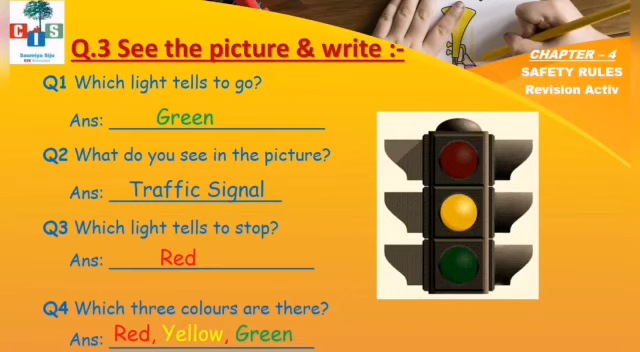 CIS
Q.3 See the picture & write :-
CHAPTER – 4
SAFETY RULES
Revision Activ
Q1 Which light tells to go?
Ans: Green
Q2 What do you see in the picture?
Ans: Traffic Signal
Q3 Which light tells to stop?
Ans: Red
Q4 Which three colours are there?
Ans: Red, Yellow, Green